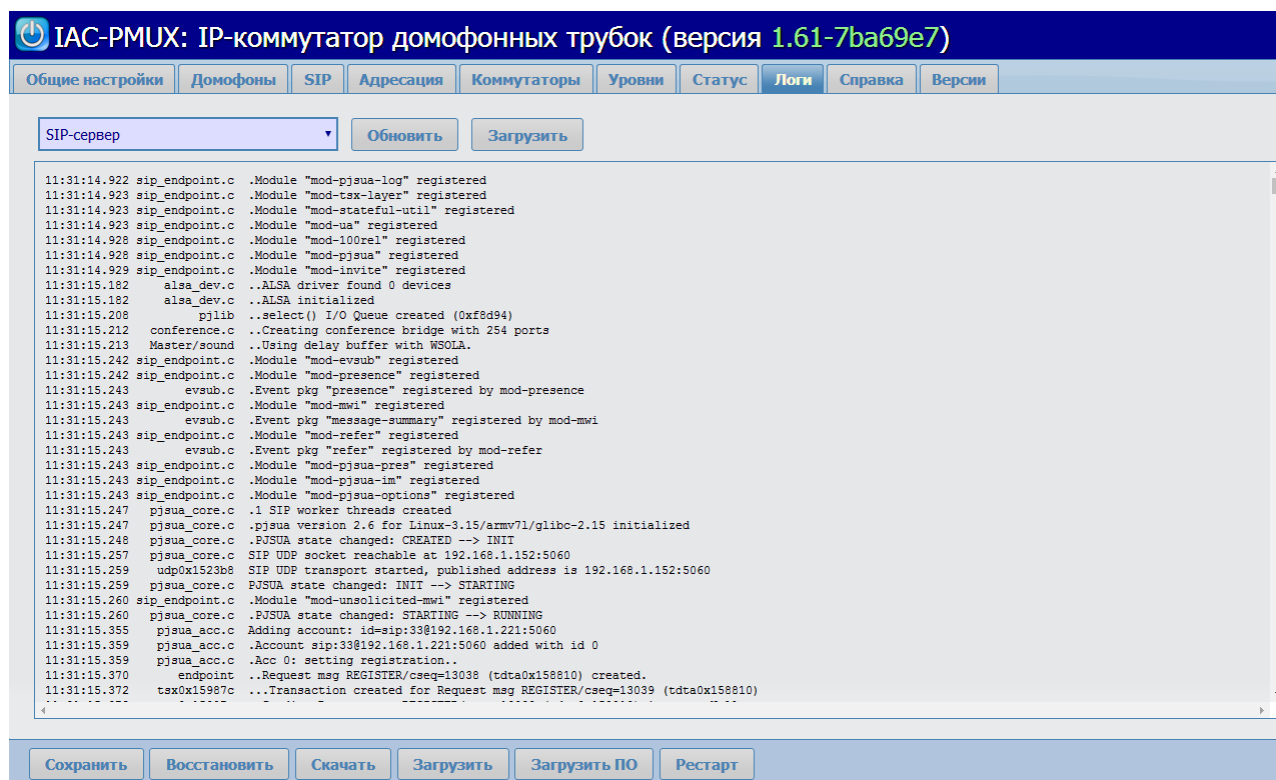 IAC-PMUX: IP-коммутатор домофонных трубок (версия 1.61-7ba69e7)
Общие настройки Домофоны SIP Адресация Коммутаторы Уровни Статус Логи Справка Версии
SIP-сервер Обновить Загрузить
11:31:14.922 sip_endpoint.c .Module "mod-pjsua-log" registered
11:31:14.923 sip_endpoint.c .Module "mod-tsx-layer" registered
11:31:14.923 sip_endpoint.c .Module "mod-stateful-util" registered
11:31:14.923 sip_endpoint.c .Module "mod-ua" registered
11:31:14.928 sip_endpoint.c .Module "mod-100rel" registered
11:31:14.928 sip_endpoint.c .Module "mod-pjsua" registered
11:31:14.929 sip_endpoint.c .Module "mod-invite" registered
11:31:15.182 alsa_dev.c ..ALSA driver found 0 devices
11:31:15.182 alsa_dev.c ..ALSA initialized
11:31:15.208 pjlib ..select() I/O Queue created (0xf8d94)
11:31:15.212 conference.c ..Creating conference bridge with 254 ports
11:31:15.213 Master/sound ..Using delay buffer with WSOLA.
11:31:15.242 sip_endpoint.c .Module "mod-evsub" registered
11:31:15.242 sip_endpoint.c .Module "mod-presence" registered
11:31:15.243 evsub.c .Event pkg "presence" registered by mod-presence
11:31:15.243 sip_endpoint.c .Module "mod-mwi" registered
11:31:15.243 evsub.c .Event pkg "message-summary" registered by mod-mwi
11:31:15.243 sip_endpoint.c .Module "mod-refer" registered
11:31:15.243 evsub.c .Event pkg "refer" registered by mod-refer
11:31:15.243 sip_endpoint.c .Module "mod-pjsua-pres" registered
11:31:15.243 sip_endpoint.c .Module "mod-pjsua-im" registered
11:31:15.243 sip_endpoint.c .Module "mod-pjsua-options" registered
11:31:15.247 pjsua_core.c .1 SIP worker threads created
11:31:15.247 pjsua_core.c .pjsua version 2.6 for Linux-3.15/armv7l/glibc-2.15 initialized
11:31:15.248 pjsua_core.c .PJSUA state changed: CREATED --> INIT
11:31:15.257 pjsua_core.c SIP UDP socket reachable at 192.168.1.152:5060
11:31:15.259 udp0x1523b8 SIP UDP transport started, published address is 192.168.1.152:5060
11:31:15.259 pjsua_core.c PJSUA state changed: INIT --> STARTING
11:31:15.260 sip_endpoint.c .Module "mod-unsolicited-mwi" registered
11:31:15.260 pjsua_core.c .PJSUA state changed: STARTING --> RUNNING
11:31:15.355 pjsua_acc.c Adding account: id=sip:33@192.168.1.221:5060
11:31:15.359 pjsua_acc.c .Account sip:33@192.168.1.221:5060 added with id 0
11:31:15.359 pjsua_acc.c .Acc 0: setting registration..
11:31:15.370 endpoint ..Request msg REGISTER/cseq=13038 (tdta0x158810) created.
11:31:15.372 tsx0x15987c ...Transaction created for Request msg REGISTER/cseq=13039 (tdta0x158810)
Сохранить Восстановить Скачать Загрузить Загрузить ПО Рестарт